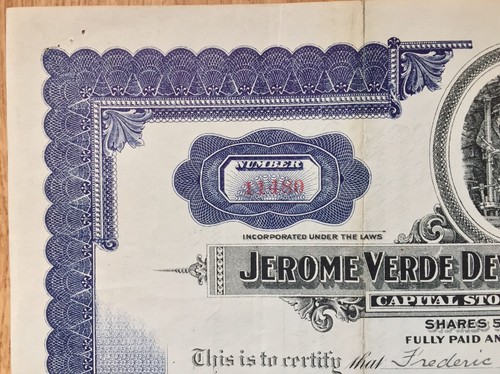 NUMBER
11480
INCORPORATED UNDER THE LAWS
JEROME VERDE DE
CAPITAL STO
SHARES 5
FULLY PAID AN
This is to certify that Frederic